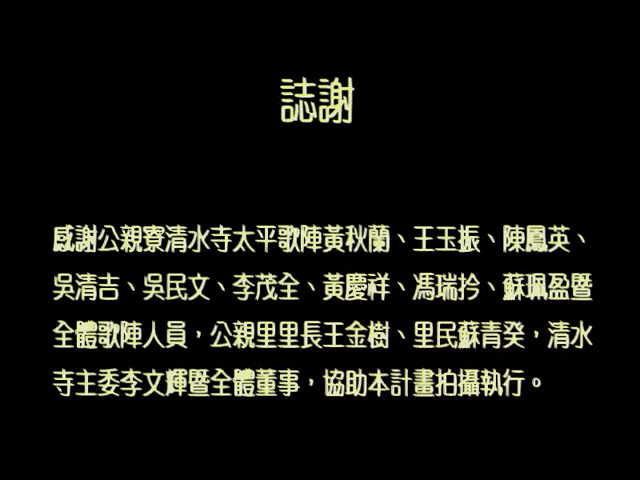 誌謝
感謝公親寮清水寺太平歌陣黃秋蘭、王玉振、陳鳳英、
吳清吉、吳民文、李茂全、黃慶祥、馮瑞妗、蘇珮盈暨
全體歌陣人員，公親里里長王金樹、里民蘇青癸，清水
寺主委李文輝暨全體董事，協助本計畫拍攝執行。